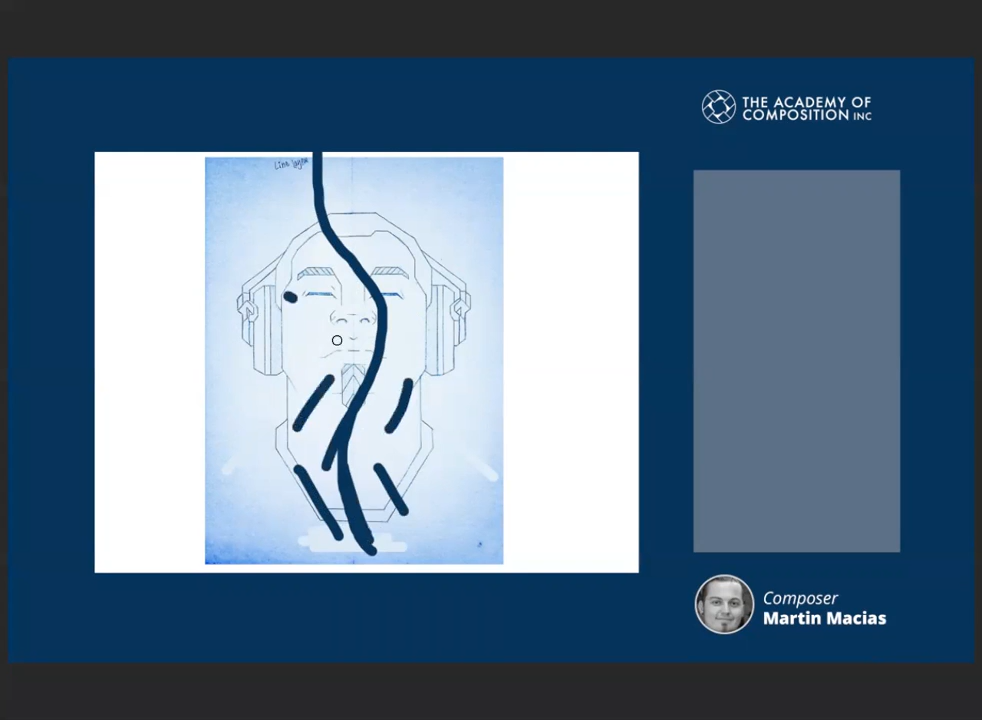 THE ACADEMY OF
COMPOSITION INC
Composer
Martin Macias